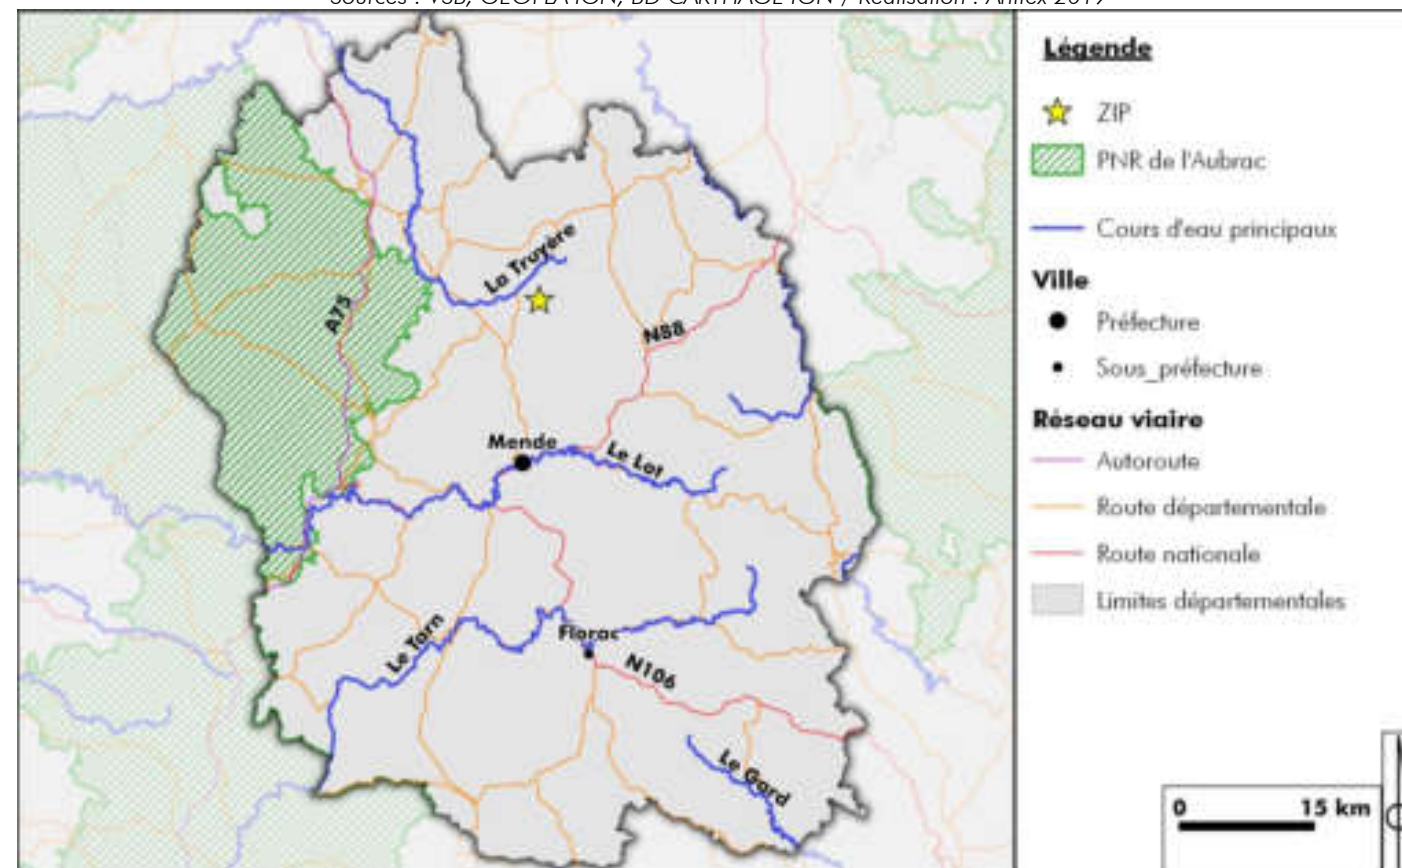 Légende
ZIP
PNR de l'Aubrac
Cours d'eau principaux
Ville
Préfecture
Sous_préfecture
Réseau viaire
Autoroute
Route départementale
Route nationale
Limites départementales
0 15 km
La Truyère
A75
N88
Mende
Le Lot
Le Tarn
Florac
N106
Le Gard